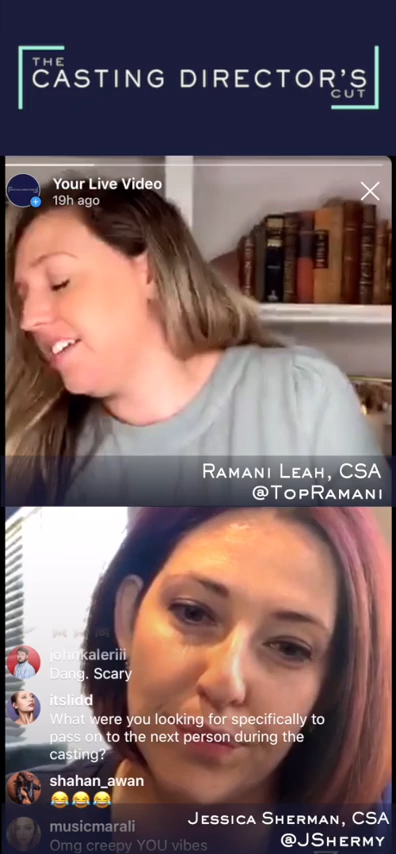 THE
CASTING DIRECTOR'S
CUT
Your Live Video
19h ago
RAMANI LEAH, CSA
@TOPRAMANI
johnkaleriii
Dang. Scary
itslidd
What were you looking for specifically to
pass on to the next person during the
casting?
shahan_awan
😂😂😂
musicmarali
Omg creepy YOU vibes
JESSICA SHERMAN, CSA
@JSHERMY